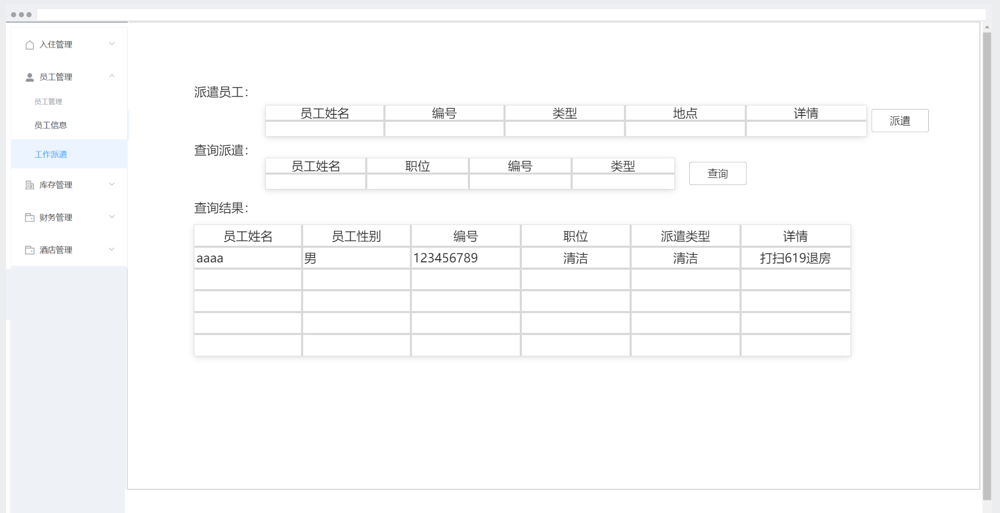 入住管理
员工管理
员工管理
员工信息
工作派遣
库存管理
财务管理
酒店管理
派遣员工：
员工姓名 编号 类型 地点 详情
派遣
查询派遣：
员工姓名 职位 编号 类型
查询
查询结果：
员工姓名 员工性别 编号 职位 派遣类型 详情
aaaa 男 123456789 清洁 清洁 打扫619退房